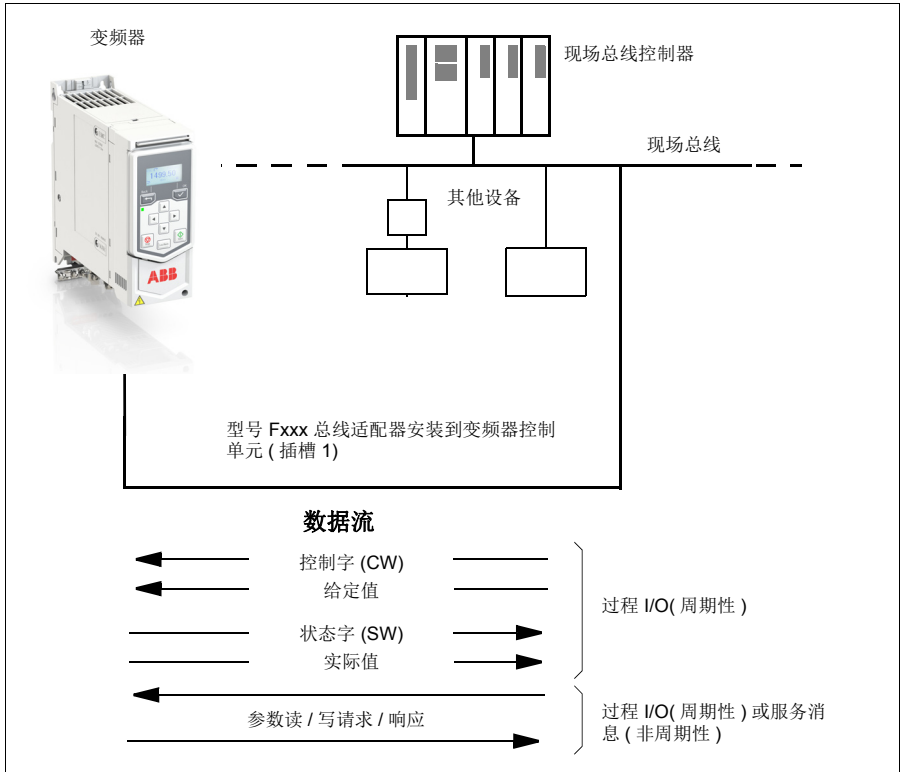 变频器
现场总线控制器
现场总线
其他设备
1493.50
ABB
型号 Fxxx 总线适配器安装到变频器控制
单元 ( 插槽 1)
数据流
控制字 (CW)
给定值
过程 I/O( 周期性 )
状态字 (SW)
实际值
参数读 / 写请求 / 响应
过程 I/O( 周期性 ) 或服务消
息 ( 非周期性 )